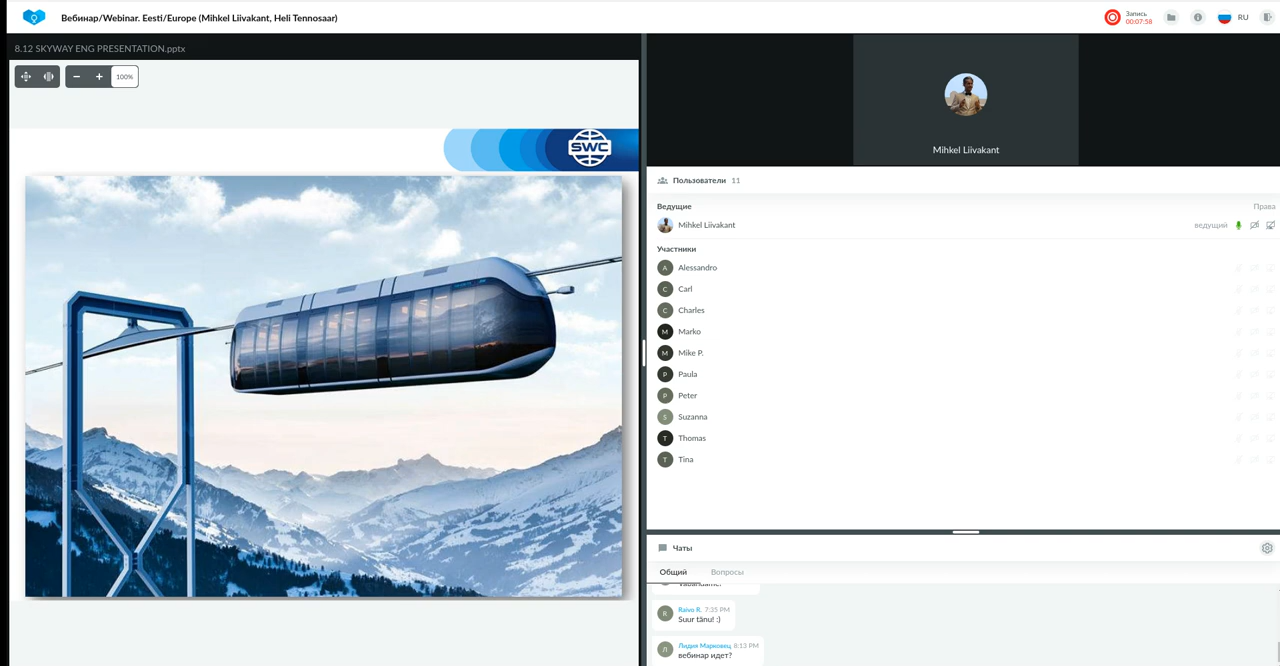 Вебинар/Webinar. Eesti/Europe (Mihkel Liivakant, Heli Tennosaar)
Запись
00:07:58
RU
8.12 SKYWAY ENG PRESENTATION.pptx
100%
SWC
Mihkel Liivakant
Пользователи 11
Ведущие
Права
Mihkel Liivakant
ведущий
Участники
A Alessandro
C Carl
C Charles
M Marko
M Mike P.
P Paula
P Peter
S Suzanna
T Thomas
T Tina
Чаты
Общий
Вопросы
R Raivo R. 7:35 PM
Suur tänu! :)
Л Лидия Марковец 8:13 PM
вебинар идет?